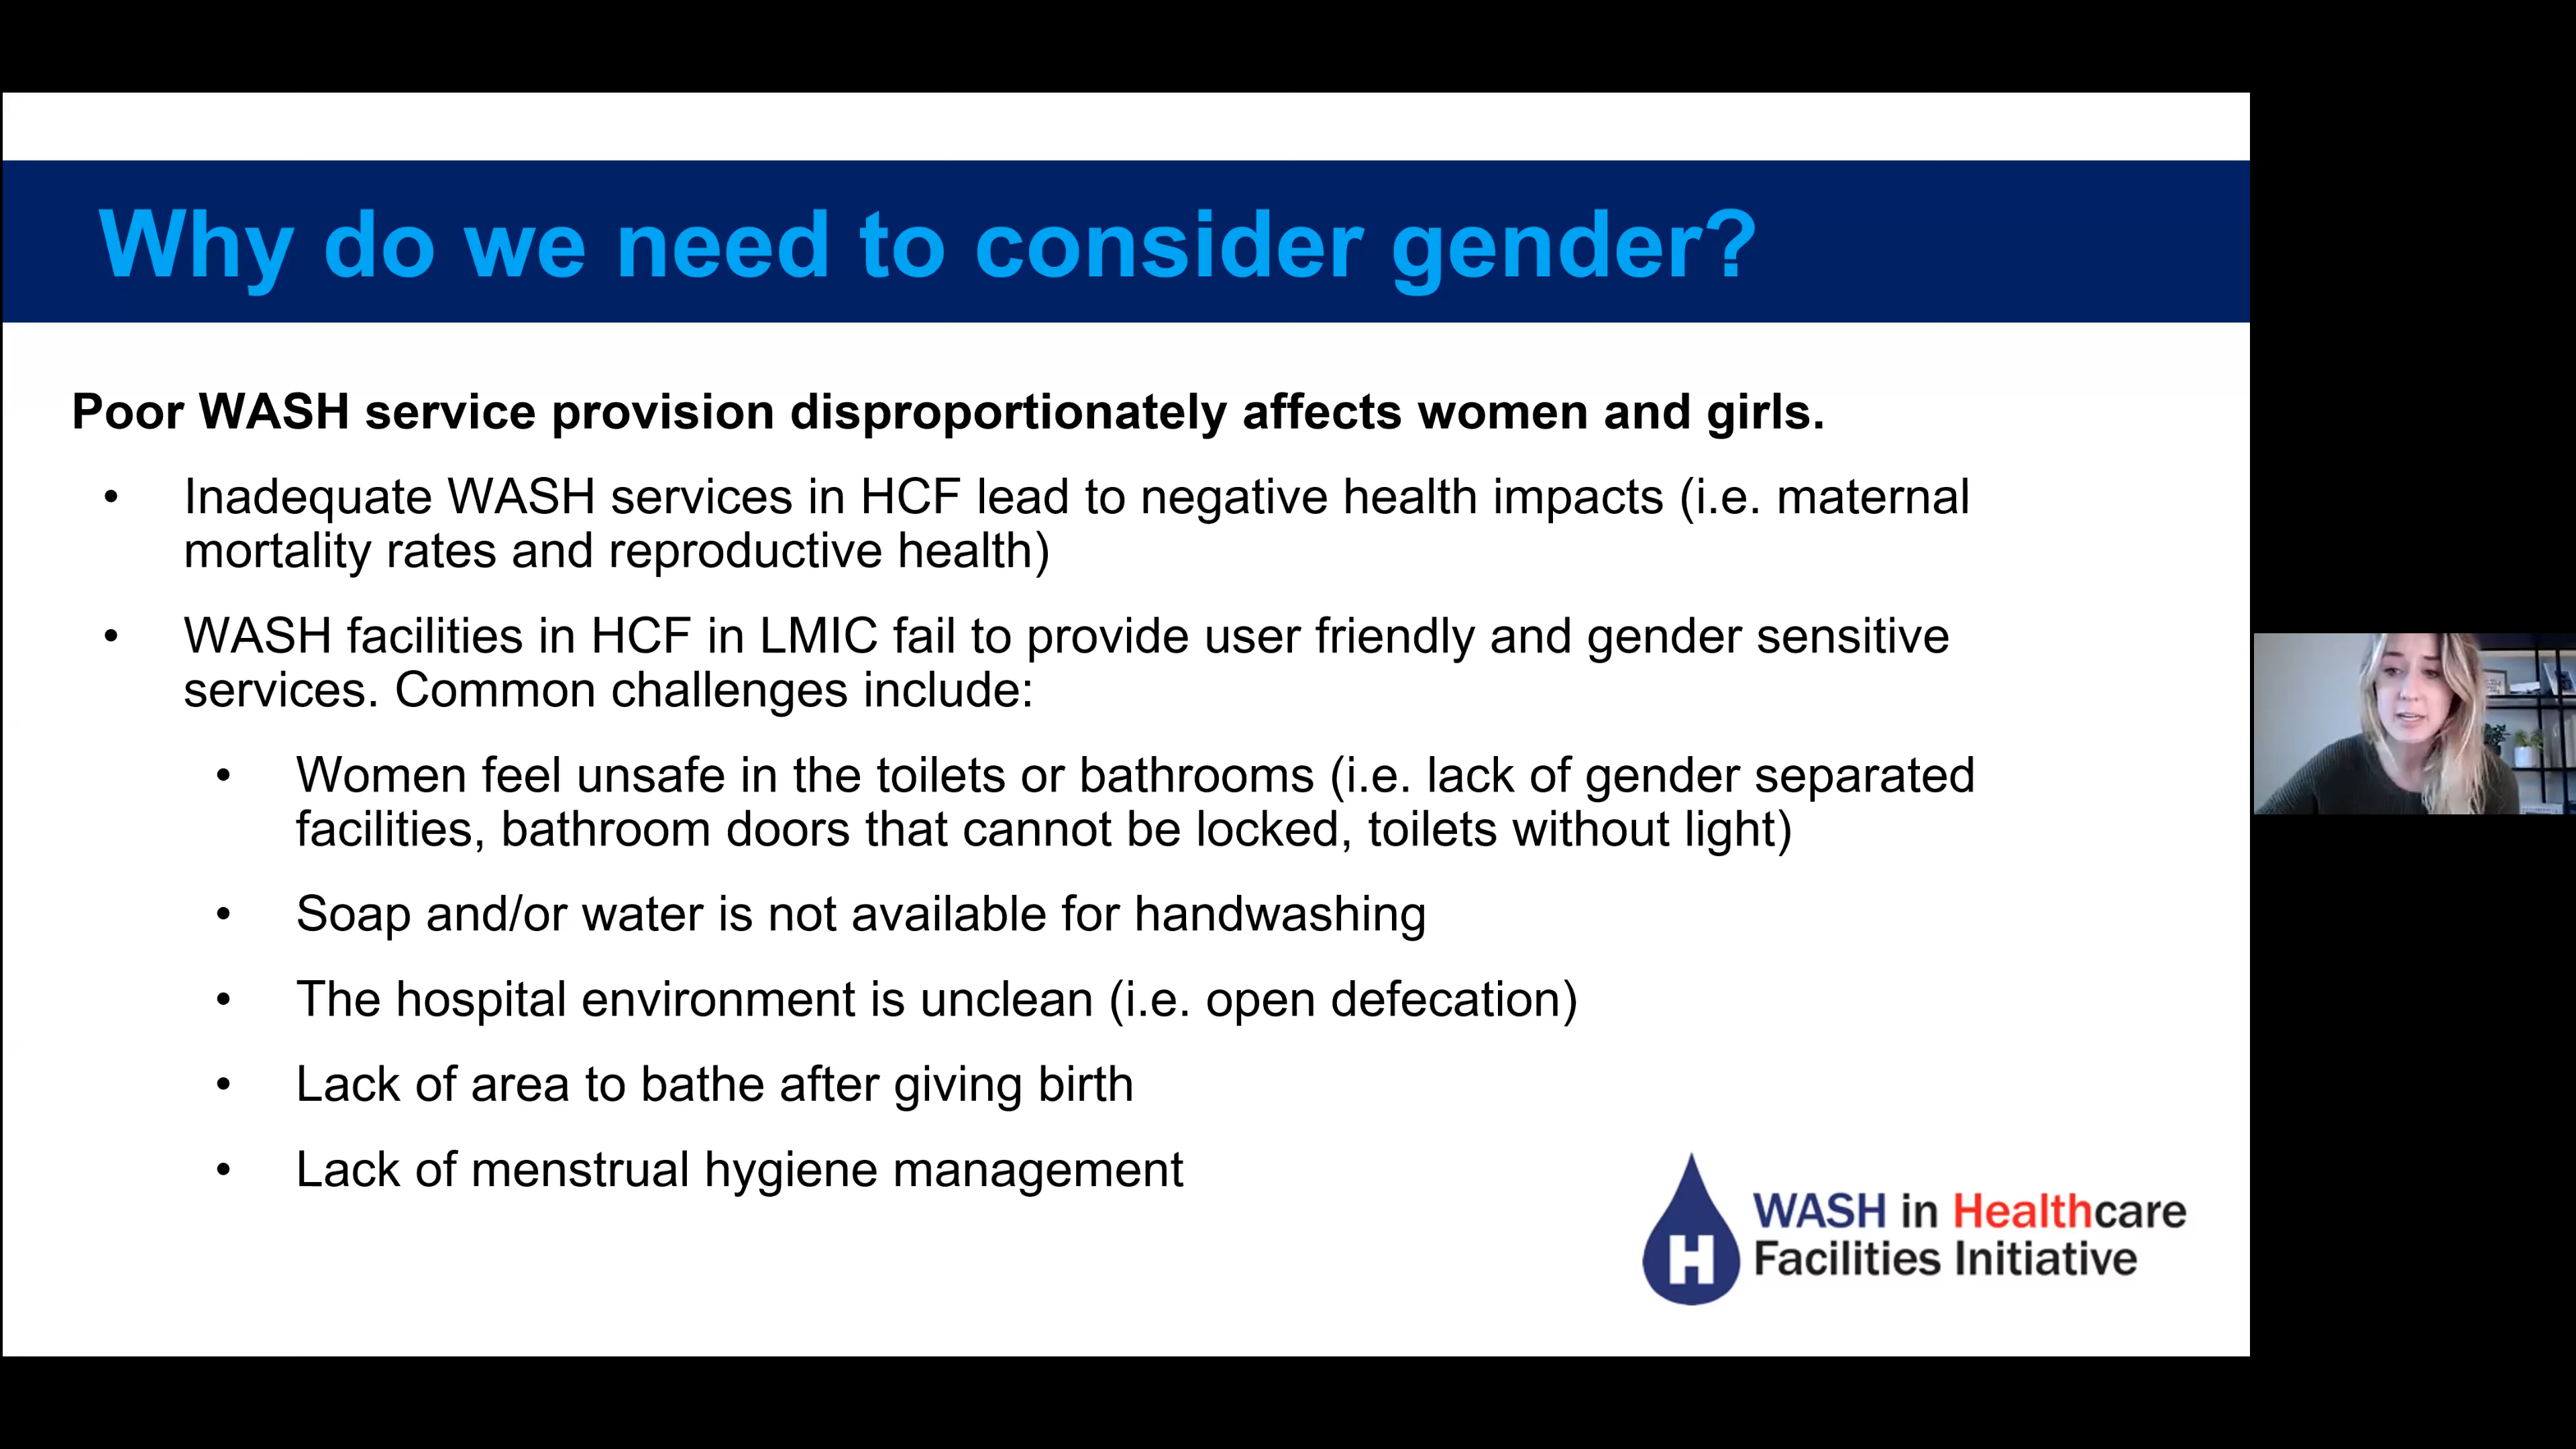 Why do we need to consider gender?
Poor WASH service provision disproportionately affects women and girls.
• Inadequate WASH services in HCF lead to negative health impacts (i.e. maternal
mortality rates and reproductive health)
• WASH facilities in HCF in LMIC fail to provide user friendly and gender sensitive
services. Common challenges include:
• Women feel unsafe in the toilets or bathrooms (i.e. lack of gender separated
facilities, bathroom doors that cannot be locked, toilets without light)
• Soap and/or water is not available for handwashing
• The hospital environment is unclean (i.e. open defecation)
• Lack of area to bathe after giving birth
• Lack of menstrual hygiene management
H
WASH in Healthcare
Facilities Initiative